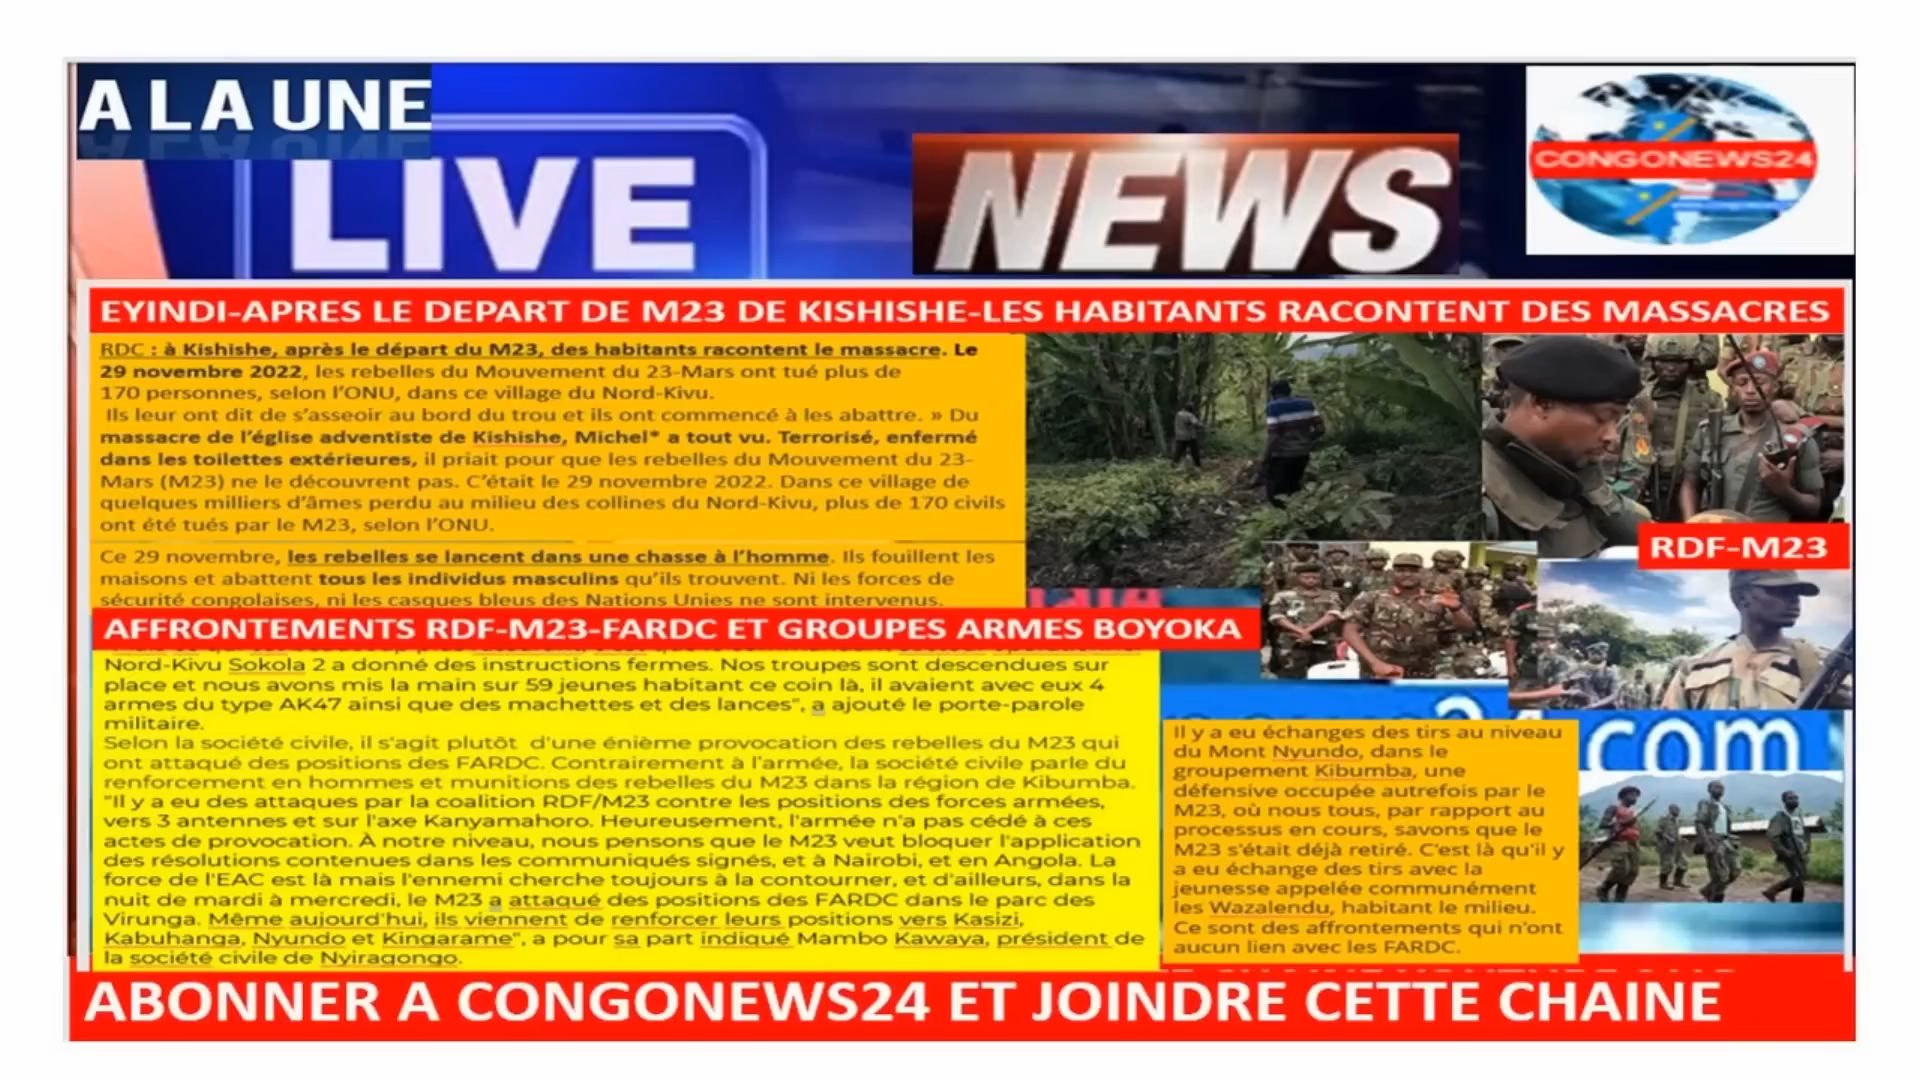 A LA UNE
LIVE
NEWS
CONGONEWS24
EYINDI-APRES LE DEPART DE M23 DE KISHISHE-LES HABITANTS RACONTENT DES MASSACRES
RDC : à Kishishe, après le départ du M23, des habitants racontent le massacre. Le
29 novembre 2022, les rebelles du Mouvement du 23-Mars ont tué plus de
170 personnes, selon l’ONU, dans ce village du Nord-Kivu.
Ils leur ont dit de s’asseoir au bord du trou et ils ont commencé à les abattre. » Du
massacre de l’église adventiste de Kishishe, Michel* a tout vu. Terrorisé, enfermé
dans les toilettes extérieures, il priait pour que les rebelles du Mouvement du 23-
Mars (M23) ne le découvrent pas. C’était le 29 novembre 2022. Dans ce village de
quelques milliers d’âmes perdu au milieu des collines du Nord-Kivu, plus de 170 civils
ont été tués par le M23, selon l’ONU.
Ce 29 novembre, les rebelles se lancent dans une chasse à l’homme. Ils fouillent les
maisons et abattent tous les individus masculins qu’ils trouvent. Ni les forces de
sécurité congolaises, ni les casques bleus des Nations Unies ne sont intervenus.
RDF-M23
AFFRONTEMENTS RDF-M23-FARDC ET GROUPES ARMES BOYOKA
Nord-Kivu Sokola 2 a donné des instructions fermes. Nos troupes sont descendues sur
place et nous avons mis la main sur 59 jeunes habitant ce coin là, il avaient avec eux 4
armes du type AK47 ainsi que des machettes et des lances", a ajouté le porte-parole
militaire.
Selon la société civile, il s'agit plutôt d'une énième provocation des rebelles du M23 qui
ont attaqué des positions des FARDC. Contrairement à l'armée, la société civile parle du
renforcement en hommes et munitions des rebelles du M23 dans la région de Kibumba.
"Il y a eu des attaques par la coalition RDF/M23 contre les positions des forces armées,
vers 3 antennes et sur l'axe Kanyamahoro. Heureusement, l'armée n'a pas cédé à ces
actes de provocation. À notre niveau, nous pensons que le M23 veut bloquer l'application
des résolutions contenues dans les communiqués signés, et à Nairobi, et en Angola. La
force de l'EAC est là mais l'ennemi cherche toujours à la contourner, et d'ailleurs, dans la
nuit de mardi à mercredi, le M23 a attaqué des positions des FARDC dans le parc des
Virunga. Même aujourd'hui, ils viennent de renforcer leurs positions vers Kasizi,
Kabuhanga, Nyundo et Kingarame", a pour sa part indiqué Mambo Kawaya, président de
la société civile de Nyiragongo.
com
Il y a eu échanges des tirs au niveau
du Mont Nyundo, dans le
groupement Kibumba, une
défensive occupée autrefois par le
M23, où nous tous, par rapport au
processus en cours, savons que le
M23 s'était déjà retiré. C'est là qu'il y
a eu échange des tirs avec la
jeunesse appelée communément
les Wazalendu, habitant le milieu.
Ce sont des affrontements qui n'ont
aucun lien avec les FARDC.
ABONNER A CONGONEWS24 ET JOINDRE CETTE CHAINE